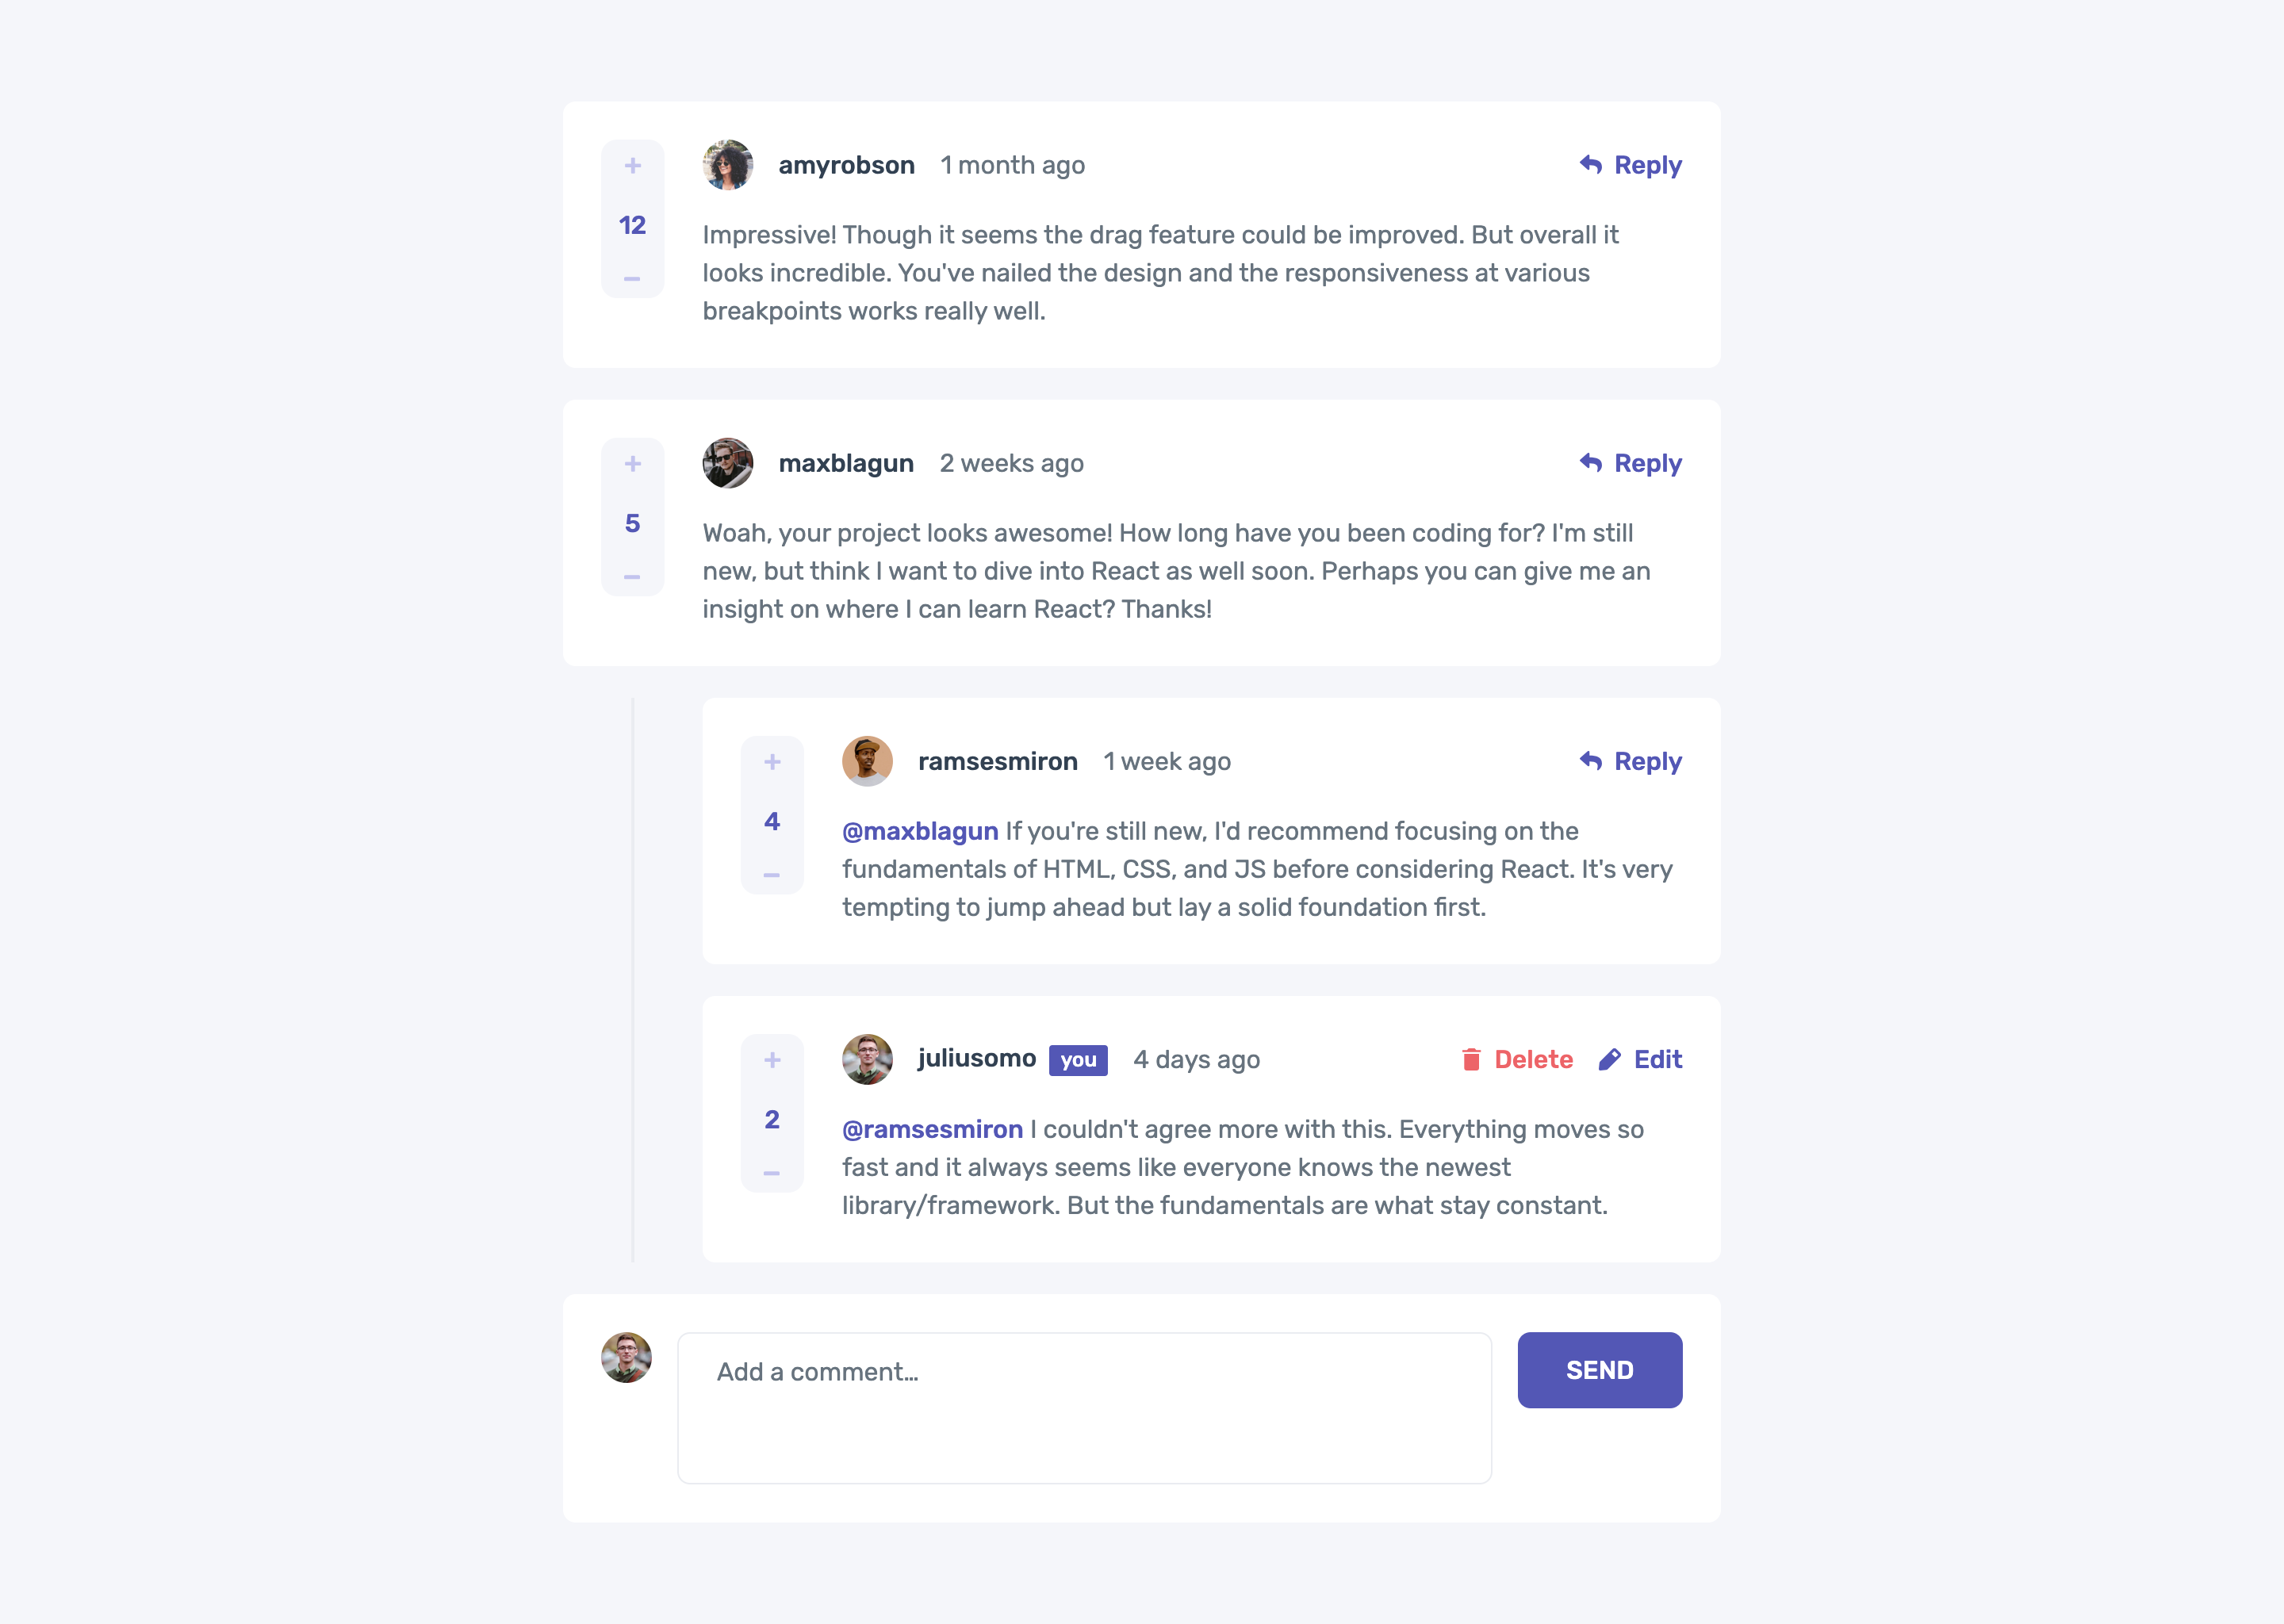 +
12
–
amyrobson 1 month ago
Reply
Impressive! Though it seems the drag feature could be improved. But overall it
looks incredible. You've nailed the design and the responsiveness at various
breakpoints works really well.
+
5
–
maxblagun 2 weeks ago
Reply
Woah, your project looks awesome! How long have you been coding for? I'm still
new, but think I want to dive into React as well soon. Perhaps you can give me an
insight on where I can learn React? Thanks!
+
4
–
ramsesmiron 1 week ago
Reply
@maxblagun If you're still new, I'd recommend focusing on the
fundamentals of HTML, CSS, and JS before considering React. It's very
tempting to jump ahead but lay a solid foundation first.
+
2
–
juliusomo you 4 days ago
Delete Edit
@ramsesmiron I couldn't agree more with this. Everything moves so
fast and it always seems like everyone knows the newest
library/framework. But the fundamentals are what stay constant.
Add a comment…
SEND